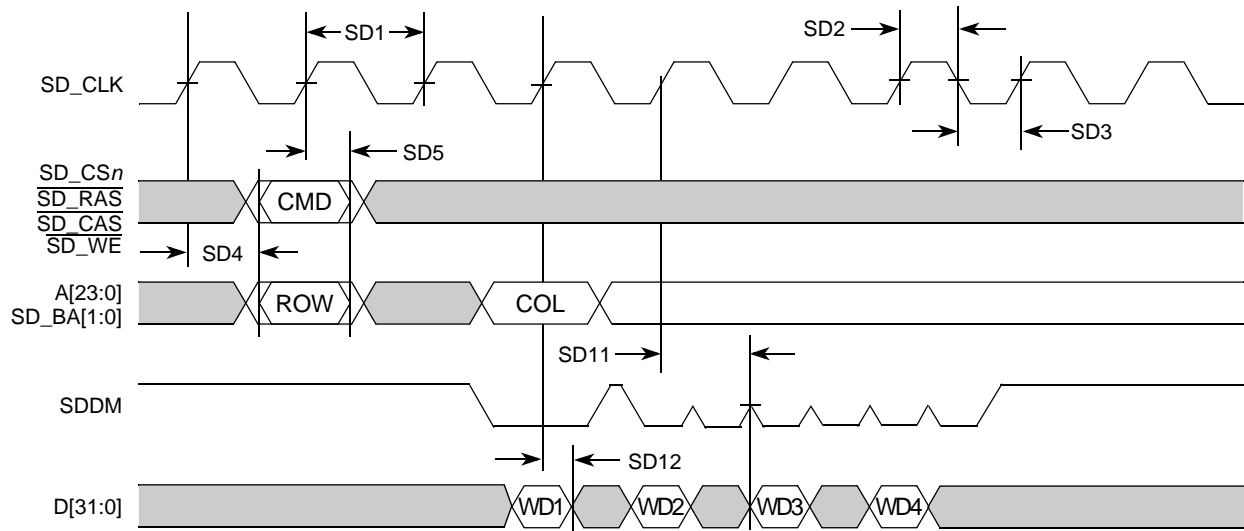 SD1
SD2
SD_CLK
SD3
SD5
SD_CSn
SD_RAS
SD_CAS
SD_WE
CMD
SD4
A[23:0]
SD_BA[1:0]
ROW
COL
SD11
SDDM
SD12
D[31:0]
WD1
WD2
WD3
WD4